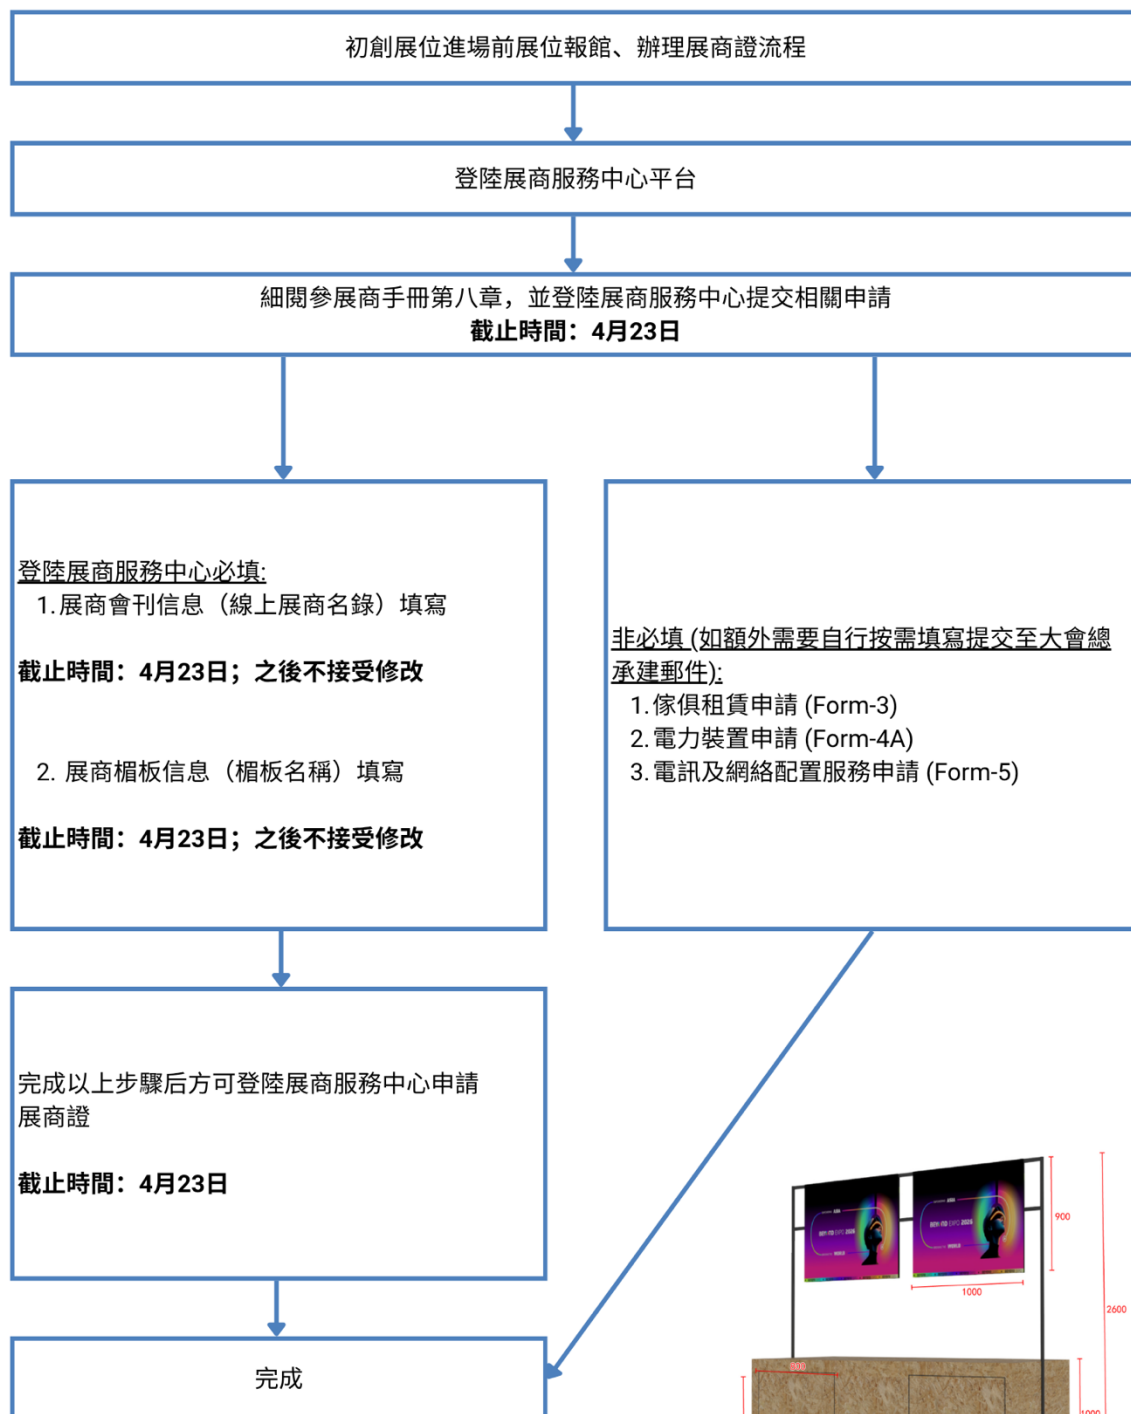 初創展位進場前展位報館、辦理展商證流程
登陸展商服務中心平台
細閱參展商手冊第八章，並登陸展商服務中心提交相關申請
截止時間：4月23日
登陸展商服務中心必填:
1.展商會刊信息（線上展商名錄）填寫
截止時間：4月23日；之後不接受修改
2. 展商楣板信息（楣板名稱）填寫
截止時間：4月23日；之後不接受修改
非必填 (如額外需要自行按需填寫提交至大會總
承建郵件):
1.傢俱租賃申請 (Form-3)
2.電力裝置申請 (Form-4A)
3.電訊及網絡配置服務申請 (Form-5)
完成以上步驟后方可登陸展商服務中心申請
展商證
截止時間：4月23日
完成
BEYOND EXPO 2026
WORLD
ASIA
BEYOND EXPO 2026
WORLD
900
1000
2600
800
1000